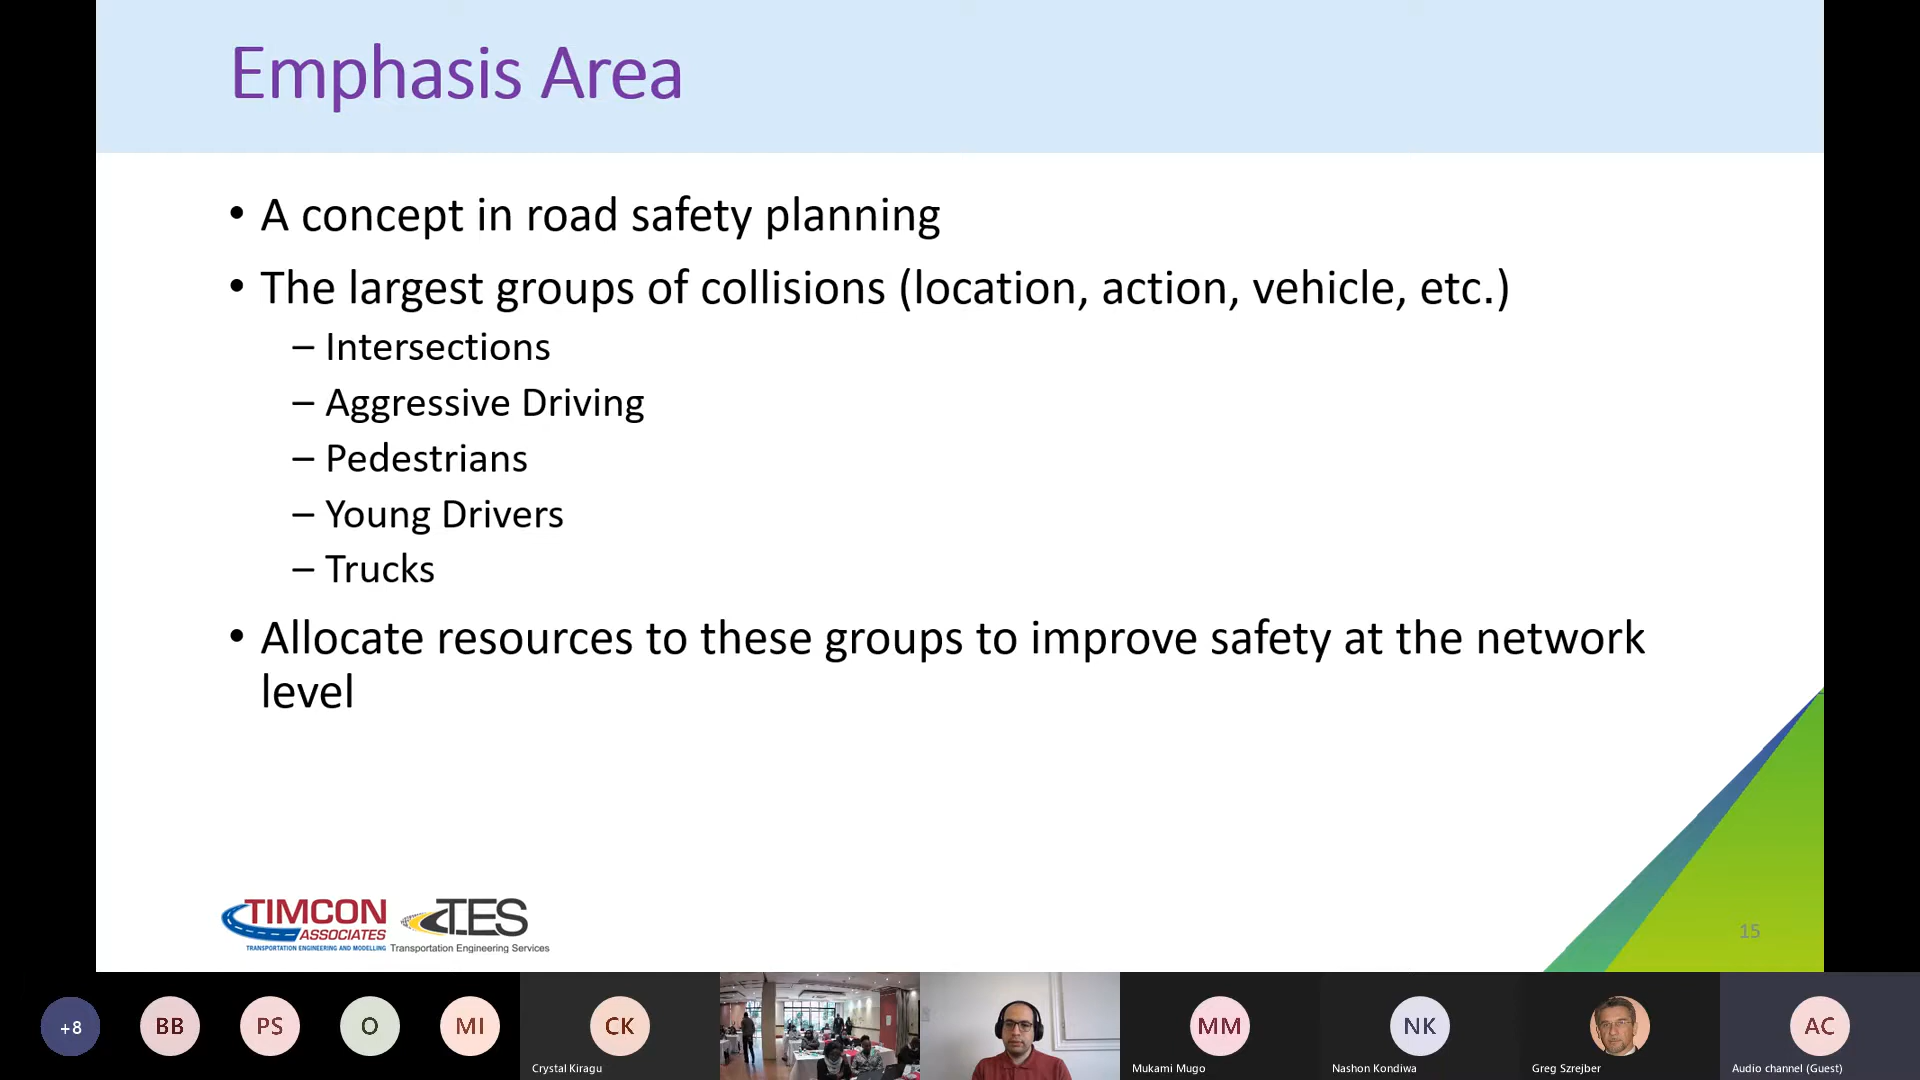 Emphasis Area
• A concept in road safety planning
• The largest groups of collisions (location, action, vehicle, etc.)
– Intersections
– Aggressive Driving
– Pedestrians
– Young Drivers
– Trucks
• Allocate resources to these groups to improve safety at the network
level
TIMCON
ASSOCIATES
TRANSPORTATION ENGINEERING AND MODELLING
T.E.S
Transportation Engineering Services
15
+8
BB
PS
O
MI
CK
Crystal Kiragu
MM
Mukami Mugo
NK
Nashon Kondiwa
Greg Szrejber
AC
Audio channel (Guest)